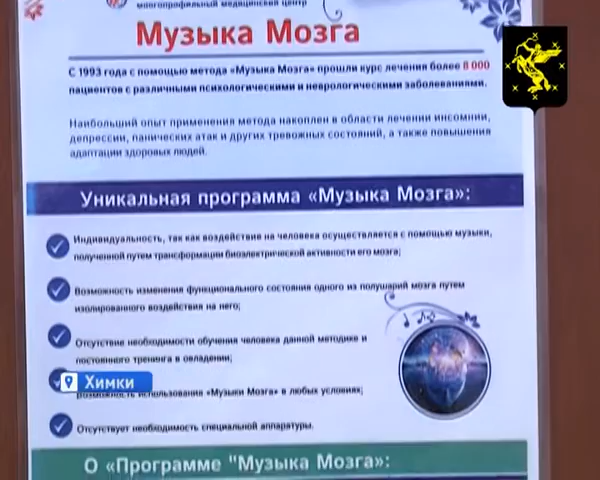 многопрофильный медицинский центр
Музыка Мозга
С 1993 года с помощью метода «Музыка Мозга» прошли курс лечения более 8 000
пациентов с различными психологическими и неврологическими заболеваниями.
Наибольший опыт применения метода накоплен в области лечении инсомнии,
депрессии, панических атак и других тревожных состояний, а также повышения
адаптации здоровых людей.
Уникальная программа «Музыка Мозга»:
Индивидуальность, так как воздействие на человека осуществляется с помощью музыки,
полученной путем трансформации биоэлектрической активности его мозга;
Возможность изменения функционального состояния одного из полушарий мозга путем
изолированного воздействия на него;
Отсутствие необходимости обучения человека данной методике и
постоянного тренинга в овладении;
Химки
Возможность использования «Музыки Мозга» в любых условиях;
Отсутствует необходимость специальной аппаратуры.
О «Программе "Музыка Мозга»: